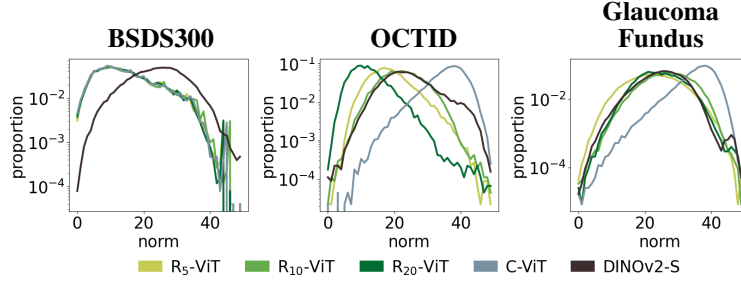 BSDS300
OCTID
Glaucoma
Fundus
proportion
10⁻²
10⁻³
10⁻⁴
0
20
40
norm
proportion
10⁻¹
10⁻²
10⁻³
10⁻⁴
0
20
40
norm
proportion
10⁻²
10⁻⁴
0
20
40
norm
R₅-ViT
R₁₀-ViT
R₂₀-ViT
C-ViT
DINOv2-S